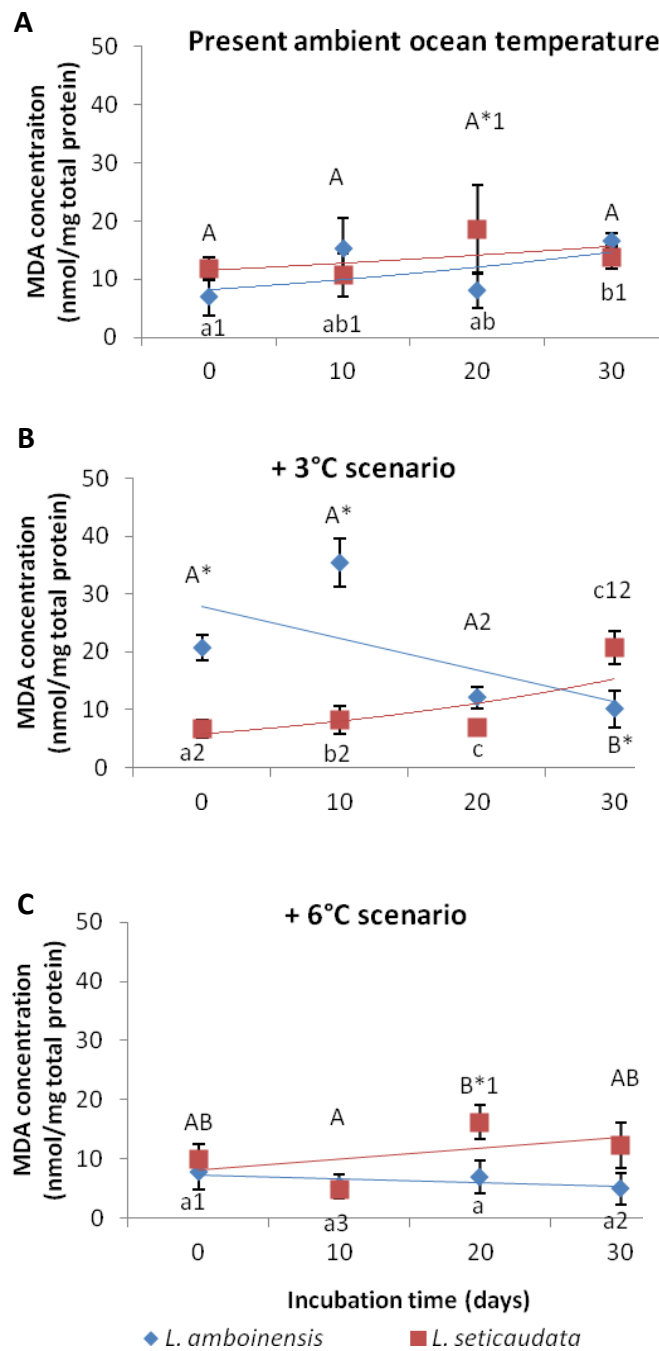 A
Present ambient ocean temperature
MDA concentraiton
(nmol/mg total protein)
50
40
30
20
10
0
A
A
A*1
A
a1
ab1
ab
b1
0
10
20
30
B
+ 3°C scenario
MDA concentration
(nmol/mg total protein)
50
40
30
20
10
0
A*
A*
A2
c12
a2
b2
c
B*
0
10
20
30
C
+ 6°C scenario
MDA concentration
(nmol/mg total protein)
50
40
30
20
10
0
AB
A
B*1
AB
a1
a3
a
a2
0
10
20
30
Incubation time (days)
L. amboinensis
L. seticaudata